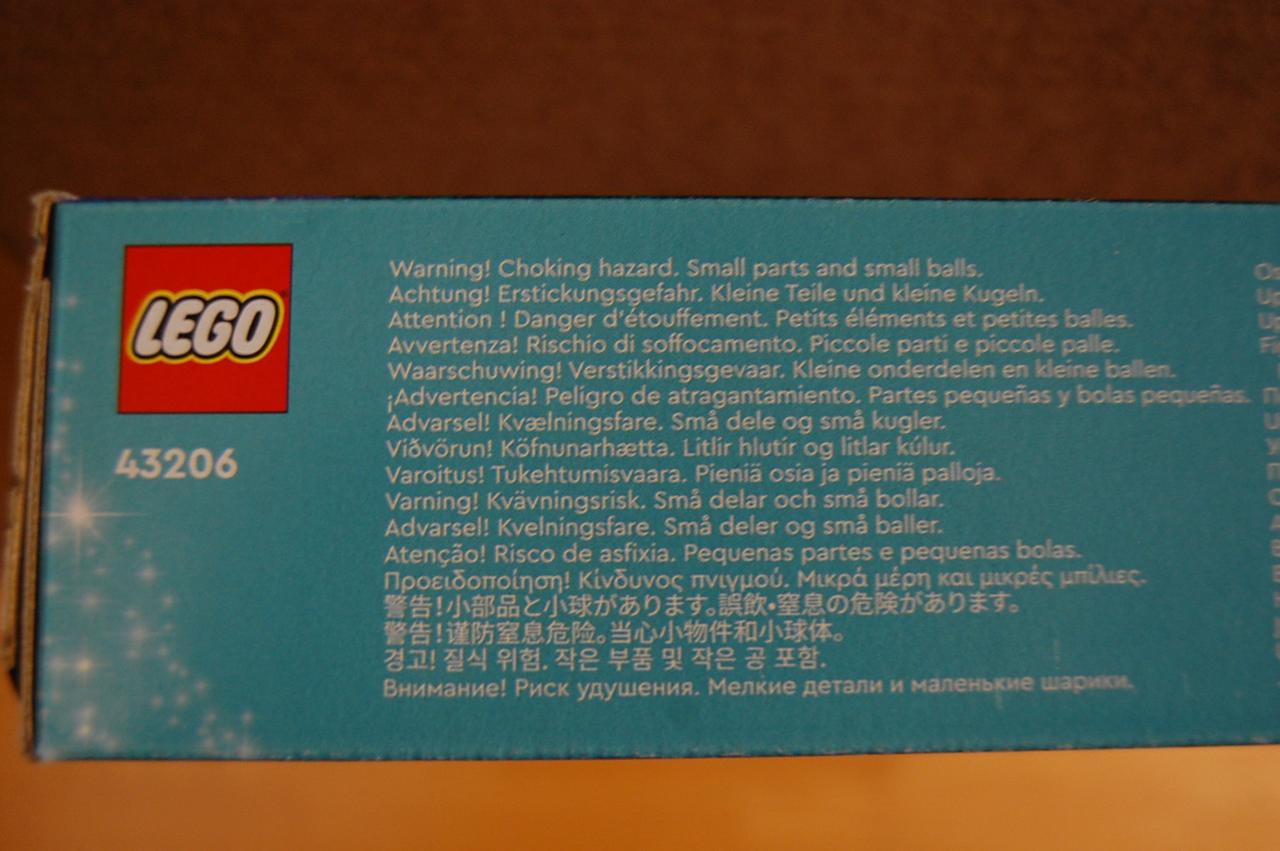 LEGO
43206
Warning! Choking hazard. Small parts and small balls.
Achtung! Erstickungsgefahr. Kleine Teile und kleine Kugeln.
Attention ! Danger d'étouffement. Petits éléments et petites balles.
Avvertenza! Rischio di soffocamento. Piccole parti e piccole palle.
Waarschuwing! Verstikkingsgevaar. Kleine onderdelen en kleine ballen.
¡Advertencia! Peligro de atragantamiento. Partes pequeñas y bolas pequeñas.
Advarsel! Kvælningsfare. Små dele og små kugler.
Viðvörun! Köfnunarhætta. Litlir hlutir og litlar kúlur.
Varoitus! Tukehtumisvaara. Pieniä osia ja pieniä palloja.
Varning! Kvävningsrisk. Små delar och små bollar.
Advarsel! Kvelningsfare. Små deler og små baller.
Atenção! Risco de asfixia. Pequenas partes e pequenas bolas.
Προειδοποίηση! Κίνδυνος πνιγμού. Μικρά μέρη και μικρές μπίλιες.
警告!小部品と小球があります。誤飲•窒息の危険があります。
警告!谨防窒息危险。当心小物件和小球体。
경고! 질식 위험. 작은 부품 및 작은 공 포함.
Внимание! Риск удушения. Мелкие детали и маленькие шарики.